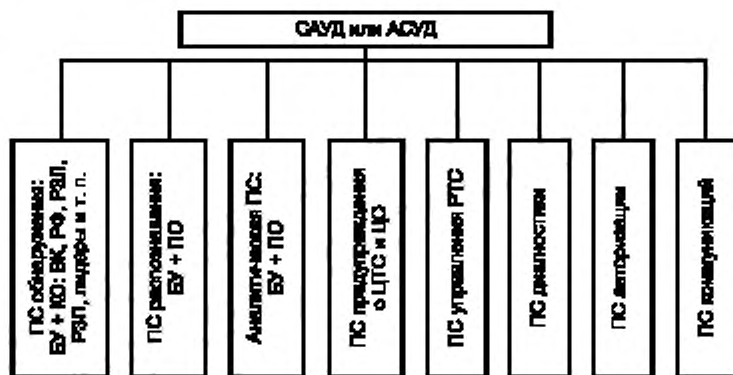 САУД или АСУД
ПС обнаружения:
БУ + КО: ВК, РФ, РЗЛ,
РЭП, лидары и т. п.
ПС распознавания:
БУ + ПО
Аналитическая ПС:
БУ + ПО
ПС предупреждения
о ЦТС и ЦО
ПС управления РТС
ПС диагностики
ПС авторизации
ПС коммуникаций